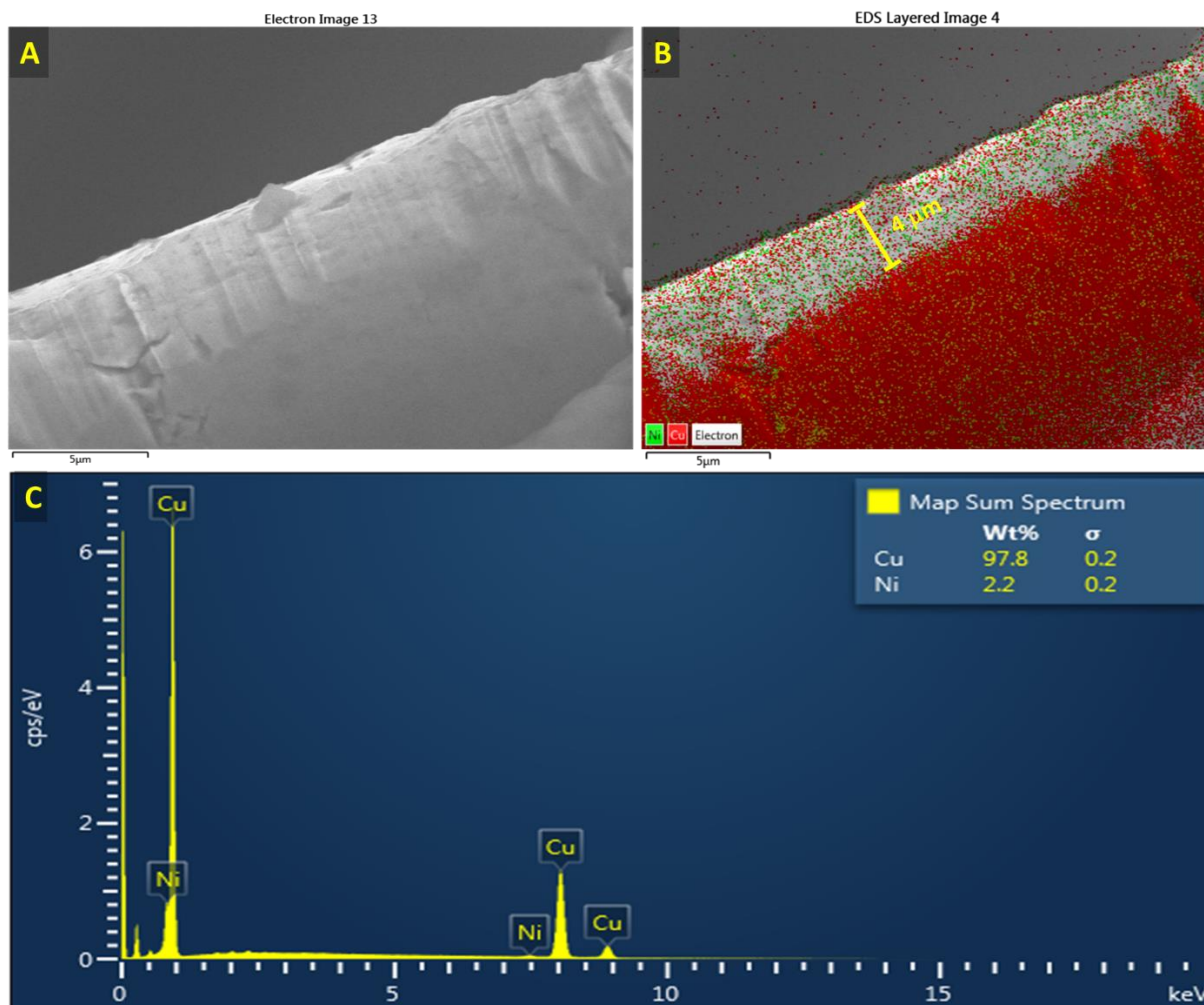 Electron Image 13
EDS Layered Image 4
A
B
4 µm
Ni Cu Electron
5µm
5µm
C
Cu
Map Sum Spectrum
Wt% σ
Cu 97.8 0.2
Ni 2.2 0.2
6
4
cps/eV
2
Ni
Cu
Ni
Cu
0
0 5 10 15 keV